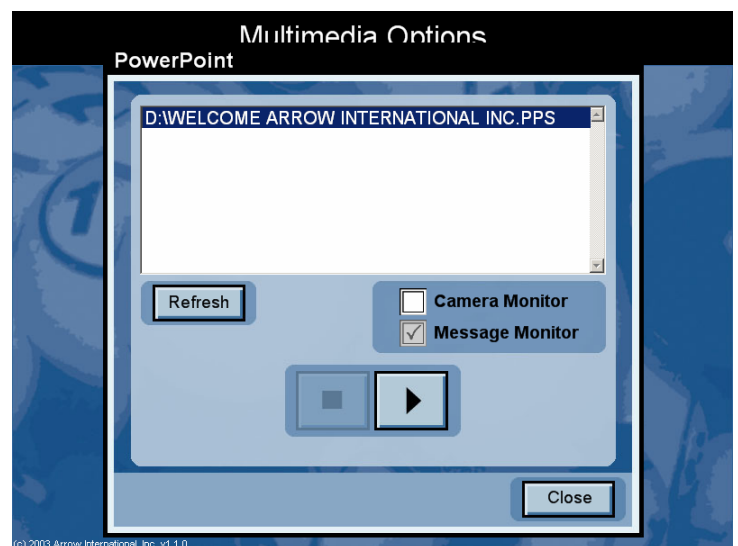 Multimedia Options
PowerPoint
D:\WELCOME ARROW INTERNATIONAL INC.PPS
Refresh
Camera Monitor
Message Monitor
Close
(c) 2003 Arrow International, Inc. v1.1.0